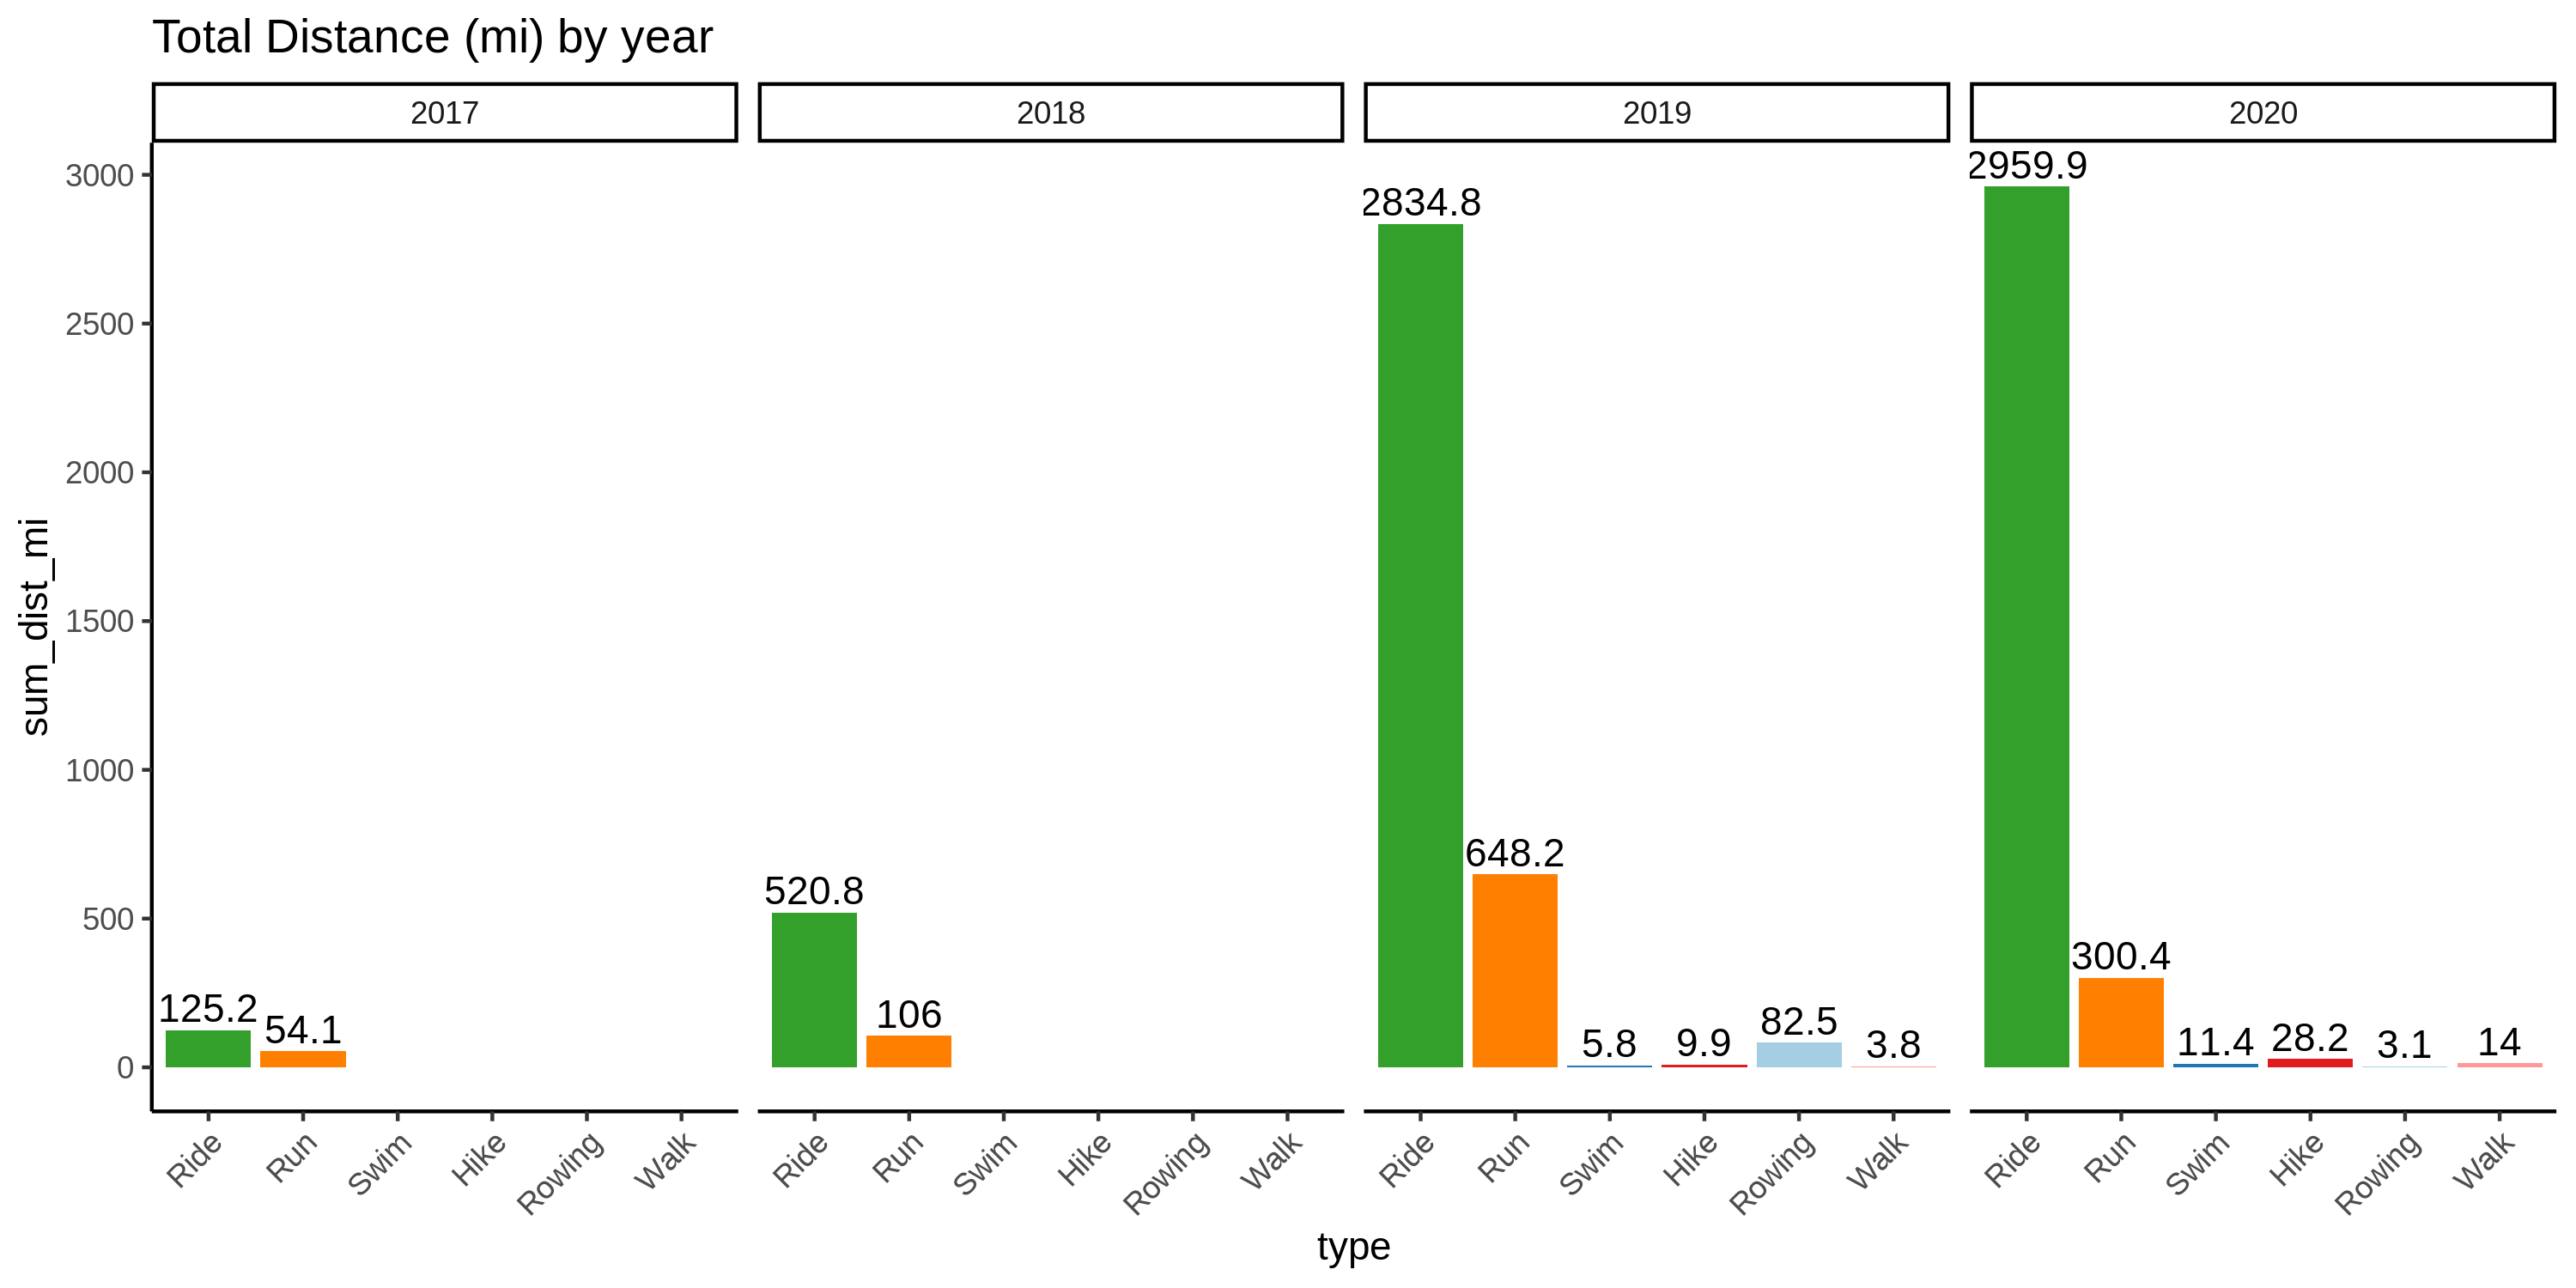 Total Distance (mi) by year
2017 2018 2019 2020
sum_dist_mi
3000
2500
2000
1500
1000
500
0
125.2 54.1
520.8 106
2834.8 648.2 5.8 9.9 82.5 3.8
2959.9 300.4 11.4 28.2 3.1 14
Ride Run Swim Hike Rowing Walk
Ride Run Swim Hike Rowing Walk
Ride Run Swim Hike Rowing Walk
Ride Run Swim Hike Rowing Walk
type